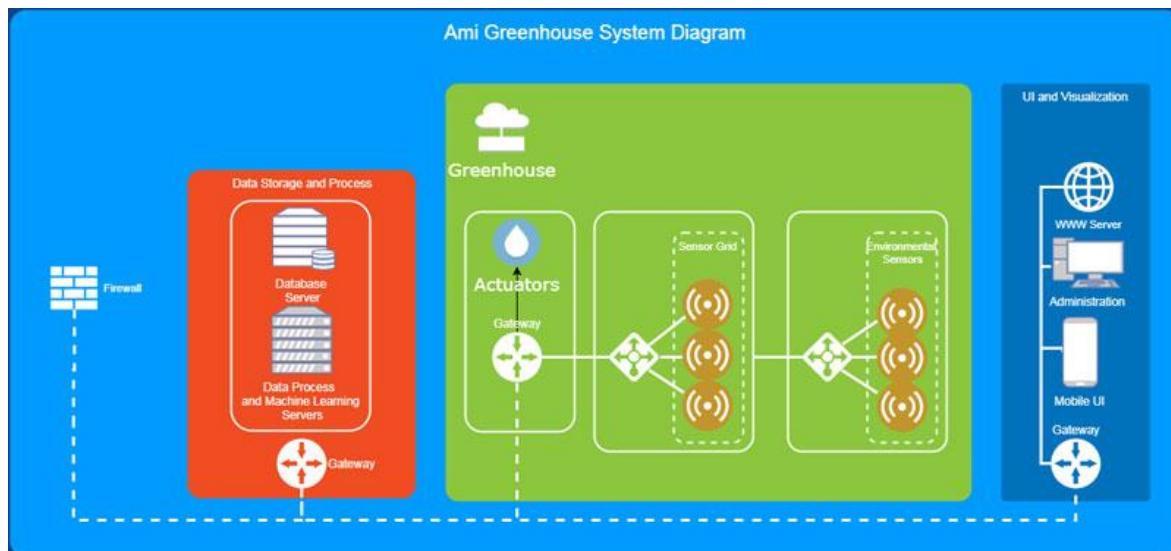 Ami Greenhouse System Diagram
UI and Visualization
Greenhouse
Data Storage and Process
WWW Server
Sensor Grid
Environmental
Sensors
Actuators
Database
Server
Firewall
Administration
Gateway
Data Process
and Machine Learning
Servers
Mobile UI
Gateway
Gateway